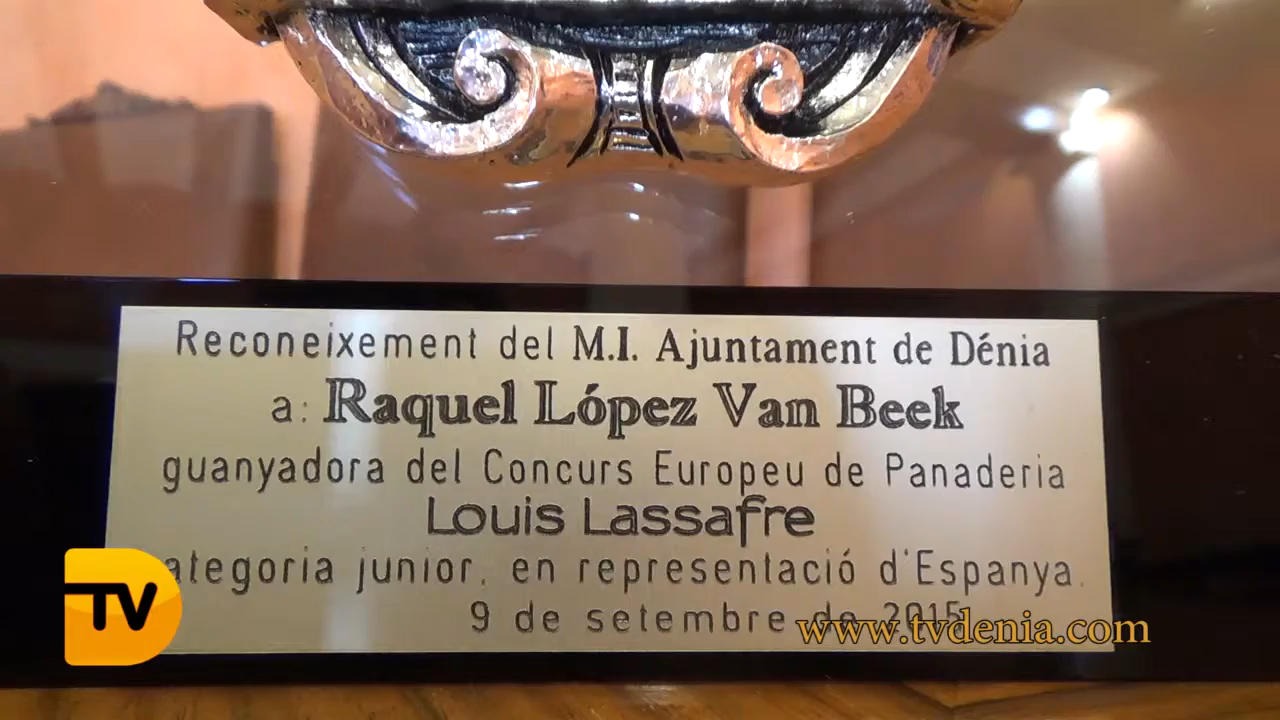 Reconeixement del M.I. Ajuntament de Dénia
a: Raquel López Van Beek
guanyadora del Concurs Europeu de Panaderia
Louis Lassafre
ategoria junior, en representació d'Espanya.
9 de setembre de 2015
TV
www.tvdenia.com